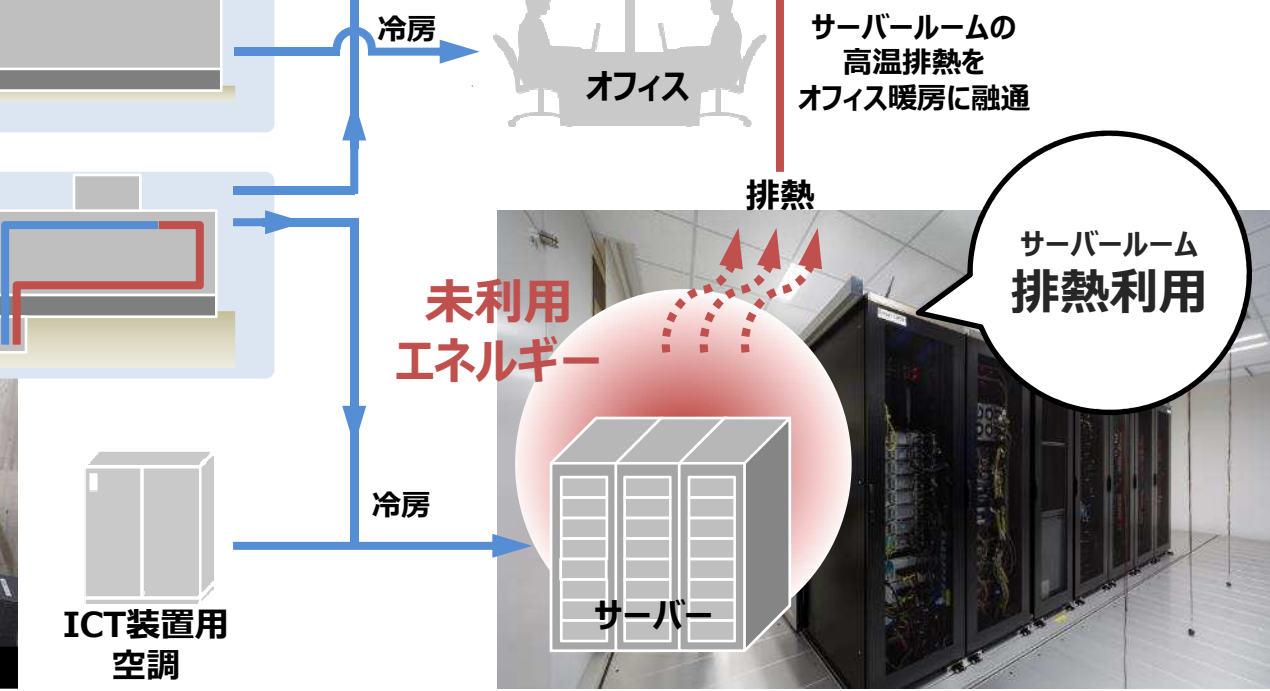 冷房
オフィス
サーバールームの
高温排熱を
オフィス暖房に融通
排熱
サーバールーム
排熱利用
未利用
エネルギー
冷房
サーバー
ICT装置用
空調